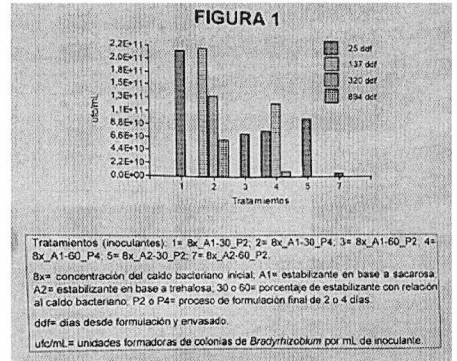 FIGURA 1
2,2E+11
2,0E+11
1,8E+11
1,5E+11
1,3E+11
1,1E+11
8,8E+10
6,6E+10
4,4E+10
2,2E+10
0,0E+00
ufc/mL
1 2 3 4 5 7
Tratamientos
25 ddf
137 ddf
320 ddf
894 ddf
Tratamientos (inoculantes): 1= 8x_A1-30_P2; 2= 8x_A1-30_P4; 3= 8x_A1-60_P2; 4=
8x_A1-60_P4; 5= 8x_A2-30_P2; 7= 8x_A2-60_P2.
8x= concentración del caldo bacteriano inicial; A1= estabilizante en base a sacarosa.
A2= estabilizante en base a trehalosa; 30 o 60= porcentaje de estabilizante con relación
al caldo bacteriano; P2 o P4= proceso de formulación final de 2 o 4 días.
ddf= días desde formulación y envasado.
ufc/mL= unidades formadoras de colonias de Bradyrhizobium por mL de inoculante.